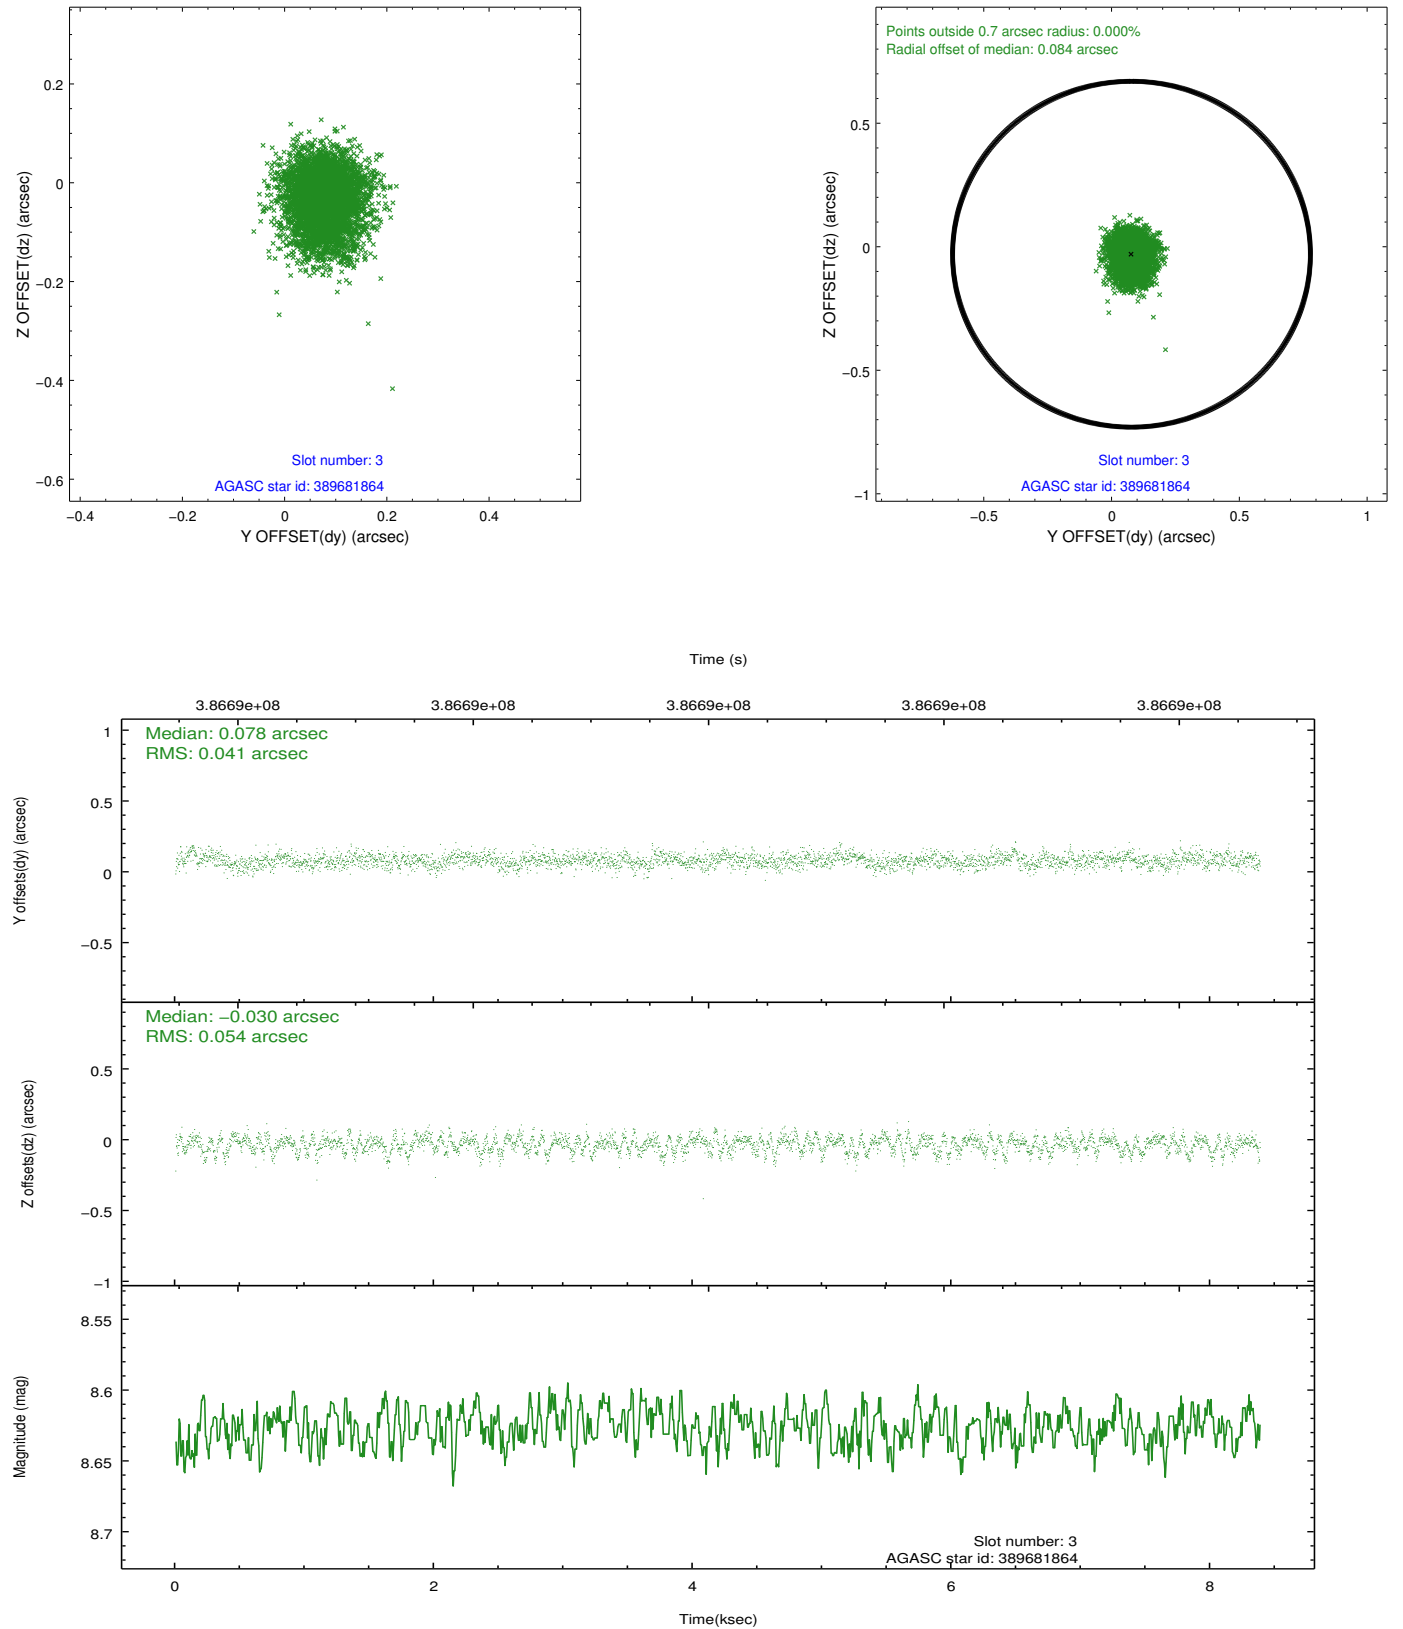 0.2
0
−0.2
−0.4
−0.6
Z OFFSET(dz) (arcsec)
Slot number: 3
AGASC star id: 389681864
−0.4 −0.2 0 0.2 0.4
Y OFFSET(dy) (arcsec)
Points outside 0.7 arcsec radius: 0.000%
Radial offset of median: 0.084 arcsec
0.5
0
−0.5
−1
Z OFFSET(dz) (arcsec)
Slot number: 3
AGASC star id: 389681864
−0.5 0 0.5 1
Y OFFSET(dy) (arcsec)
Time (s)
3.8669e+08 3.8669e+08 3.8669e+08 3.8669e+08 3.8669e+08
Median: 0.078 arcsec
RMS: 0.041 arcsec
1
0.5
0
−0.5
Y offsets(dy) (arcsec)
Median: −0.030 arcsec
RMS: 0.054 arcsec
0.5
0
−0.5
−1
Z offsets(dz) (arcsec)
8.55
8.6
8.65
8.7
Magnitude (mag)
Slot number: 3
AGASC star id: 389681864
0 2 4 6 8
Time(ksec)